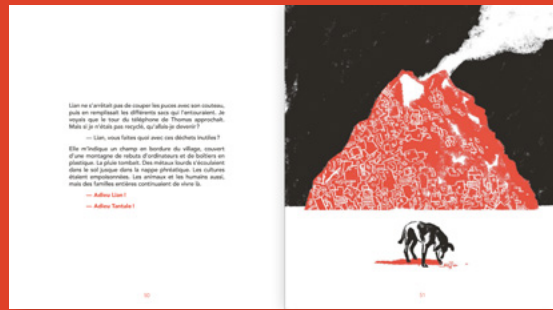 Lian ne s'arrêtait pas de couper les puces avec son couteau,
puis en remplissait les différents sacs qui l'entouraient. Je
voyais que le tour du téléphone de Thomas approchait.
Mais si je n'étais pas recyclé, qu'allais-je devenir ?
— Lian, vous faites quoi avec ces déchets inutiles ?
Elle m'indique un champ en bordure du village, couvert
d'une montagne de rebuts d'ordinateurs et de boîtiers en
plastique. La pluie tombait. Des métaux lourds s'écoulaient
dans le sol jusque dans la nappe phréatique. Les cultures
étaient empoisonnées. Les animaux et les humains aussi,
mais des familles entières continuaient de vivre là.
— Adieu Lian !
— Adieu Tantale !
50
51